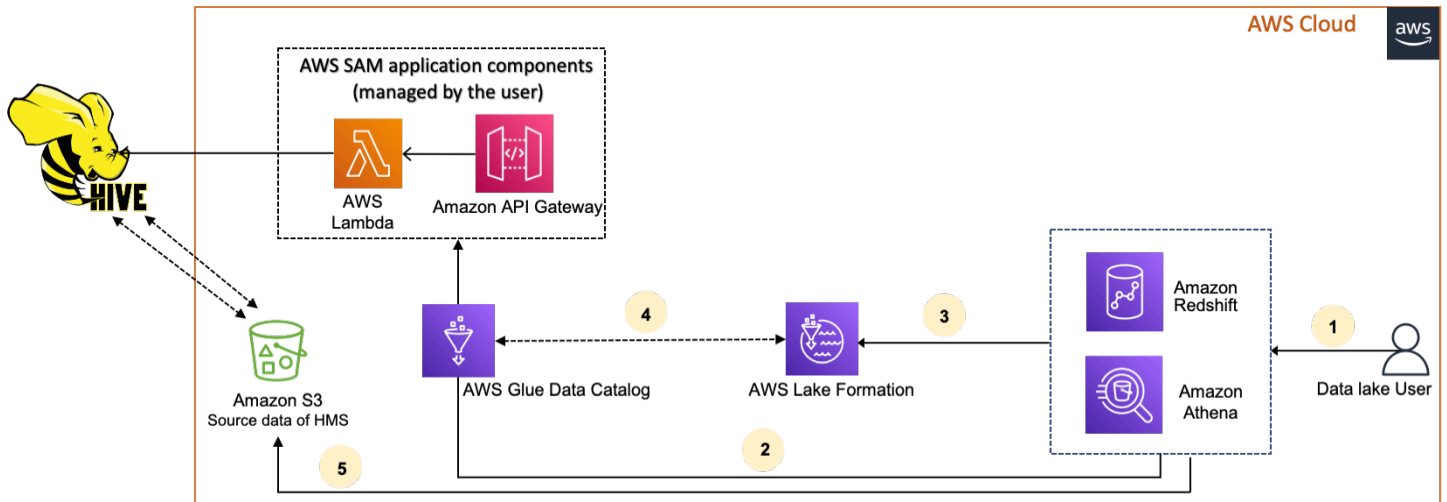 AWS Cloud
aws
AWS SAM application components
(managed by the user)
HIVE
AWS
Lambda
Amazon API Gateway
Amazon S3
Source data of HMS
AWS Glue Data Catalog
4
AWS Lake Formation
3
Amazon
Redshift
Amazon
Athena
1
Data lake User
2
5